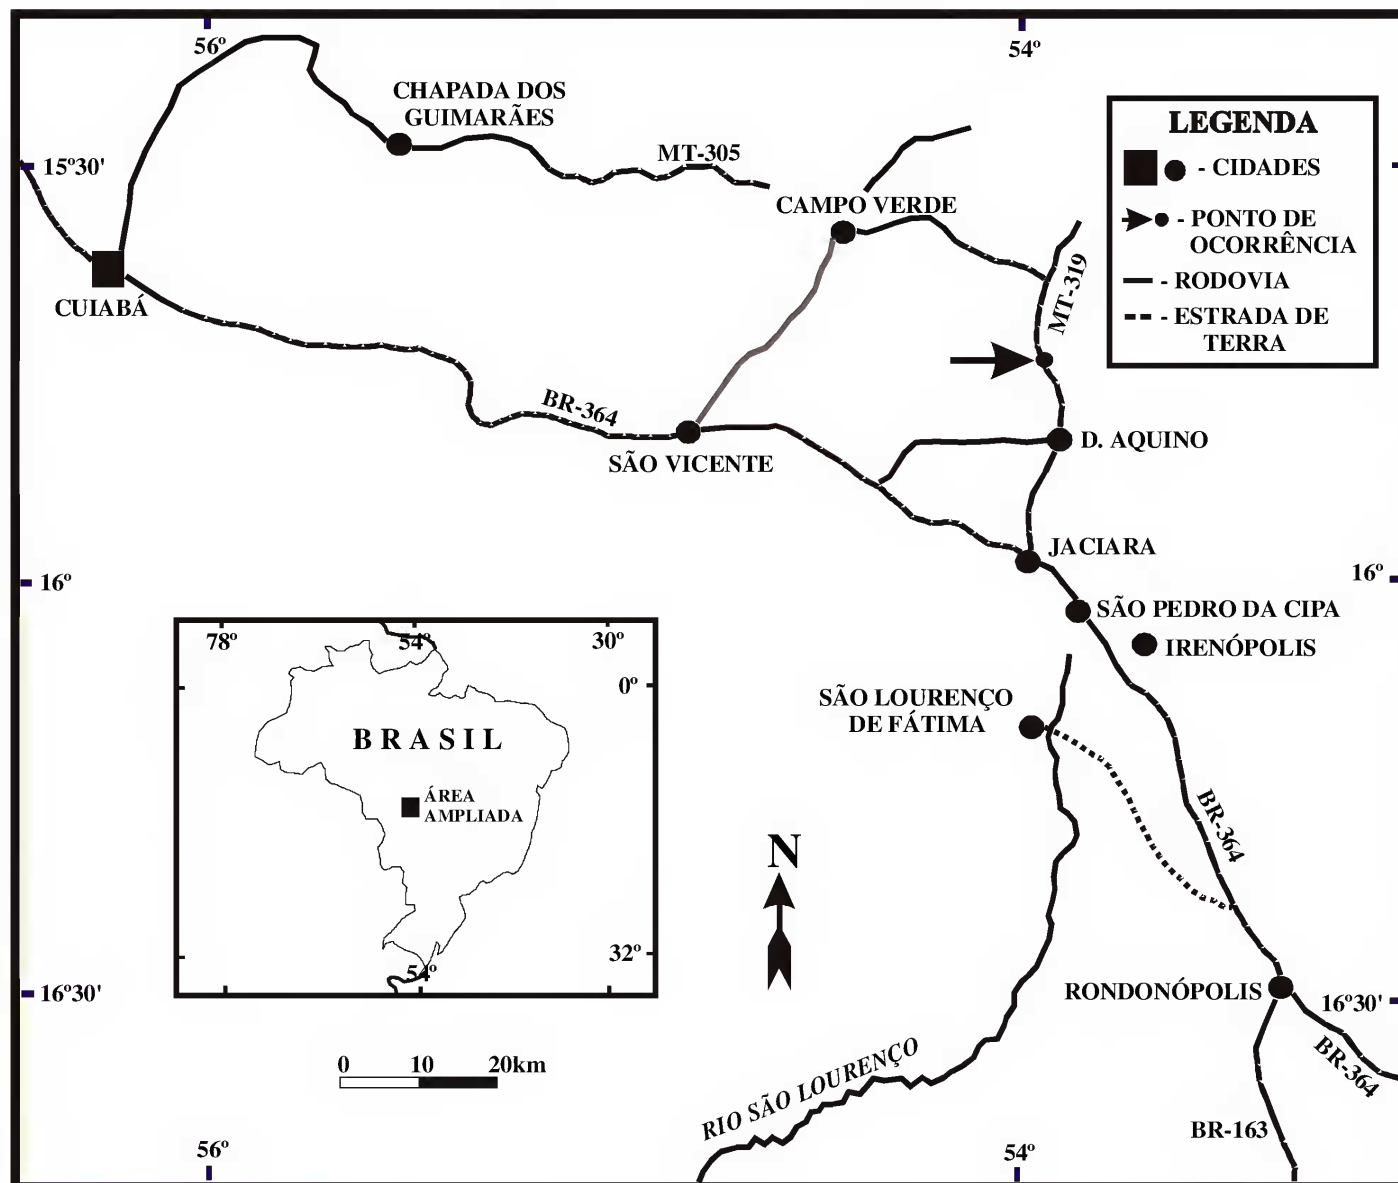 56º
54º
CHAPADA DOS
GUIMARÃES
LEGENDA
- CIDADES
- PONTO DE
OCORRÊNCIA
- RODOVIA
- ESTRADA DE
TERRA
15º30'
MT-305
CAMPO VERDE
MT-319
CUIABÁ
BR-364
SÃO VICENTE
D. AQUINO
JACIARA
16º
16º
SÃO PEDRO DA CIPA
IRENÓPOLIS
78º
54º
30º
0º
BRASIL
ÁREA
AMPLIADA
32º
54º
SÃO LOURENÇO
DE FÁTIMA
BR-364
N
RONDONÓPOLIS
16º30'
16º30'
BR-364
0 10 20km
RIO SÃO LOURENÇO
BR-163
56º
54º